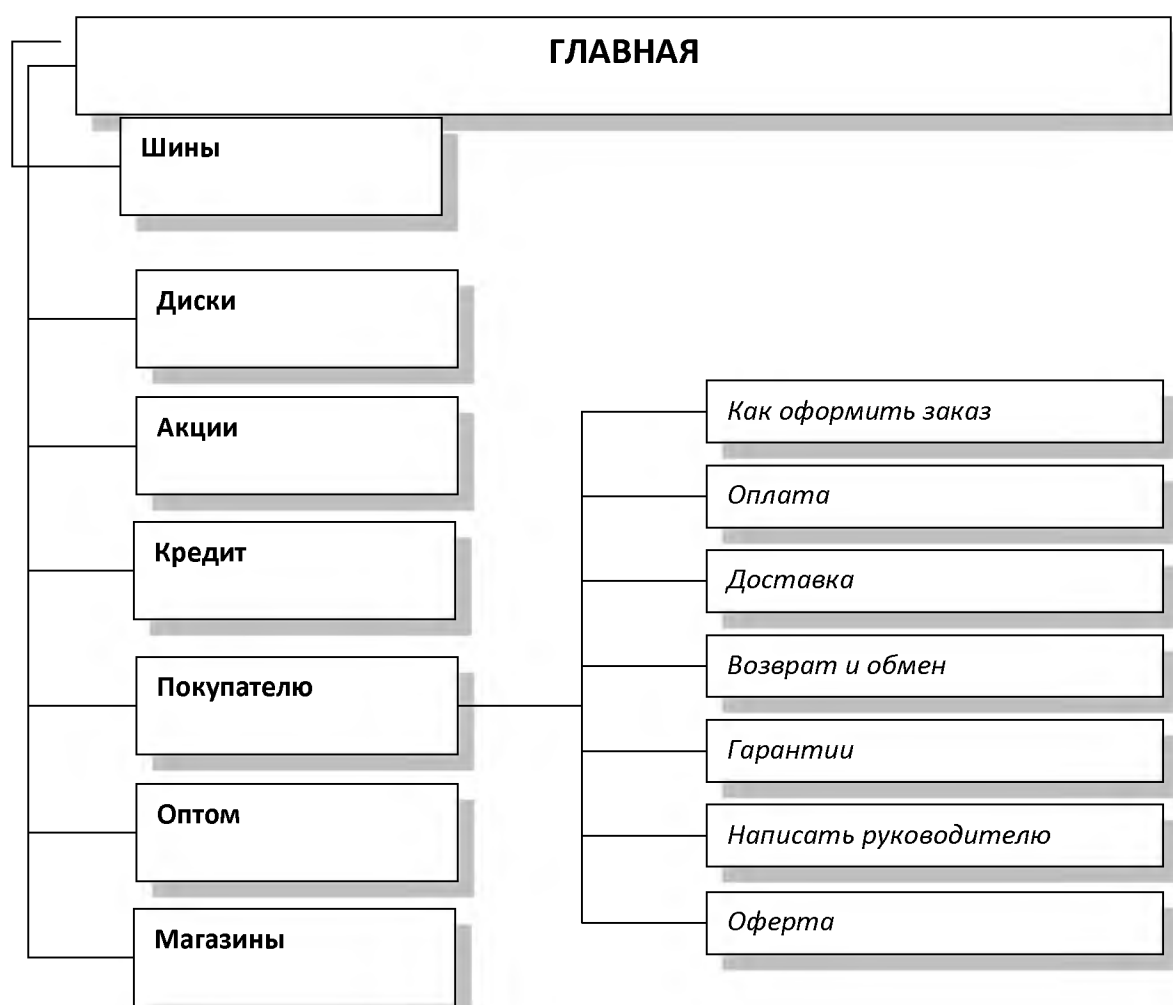 ГЛАВНАЯ
Шины
Диски
Акции
Кредит
Покупателю
Оптом
Магазины
Как оформить заказ
Оплата
Доставка
Возврат и обмен
Гарантии
Написать руководителю
Оферта